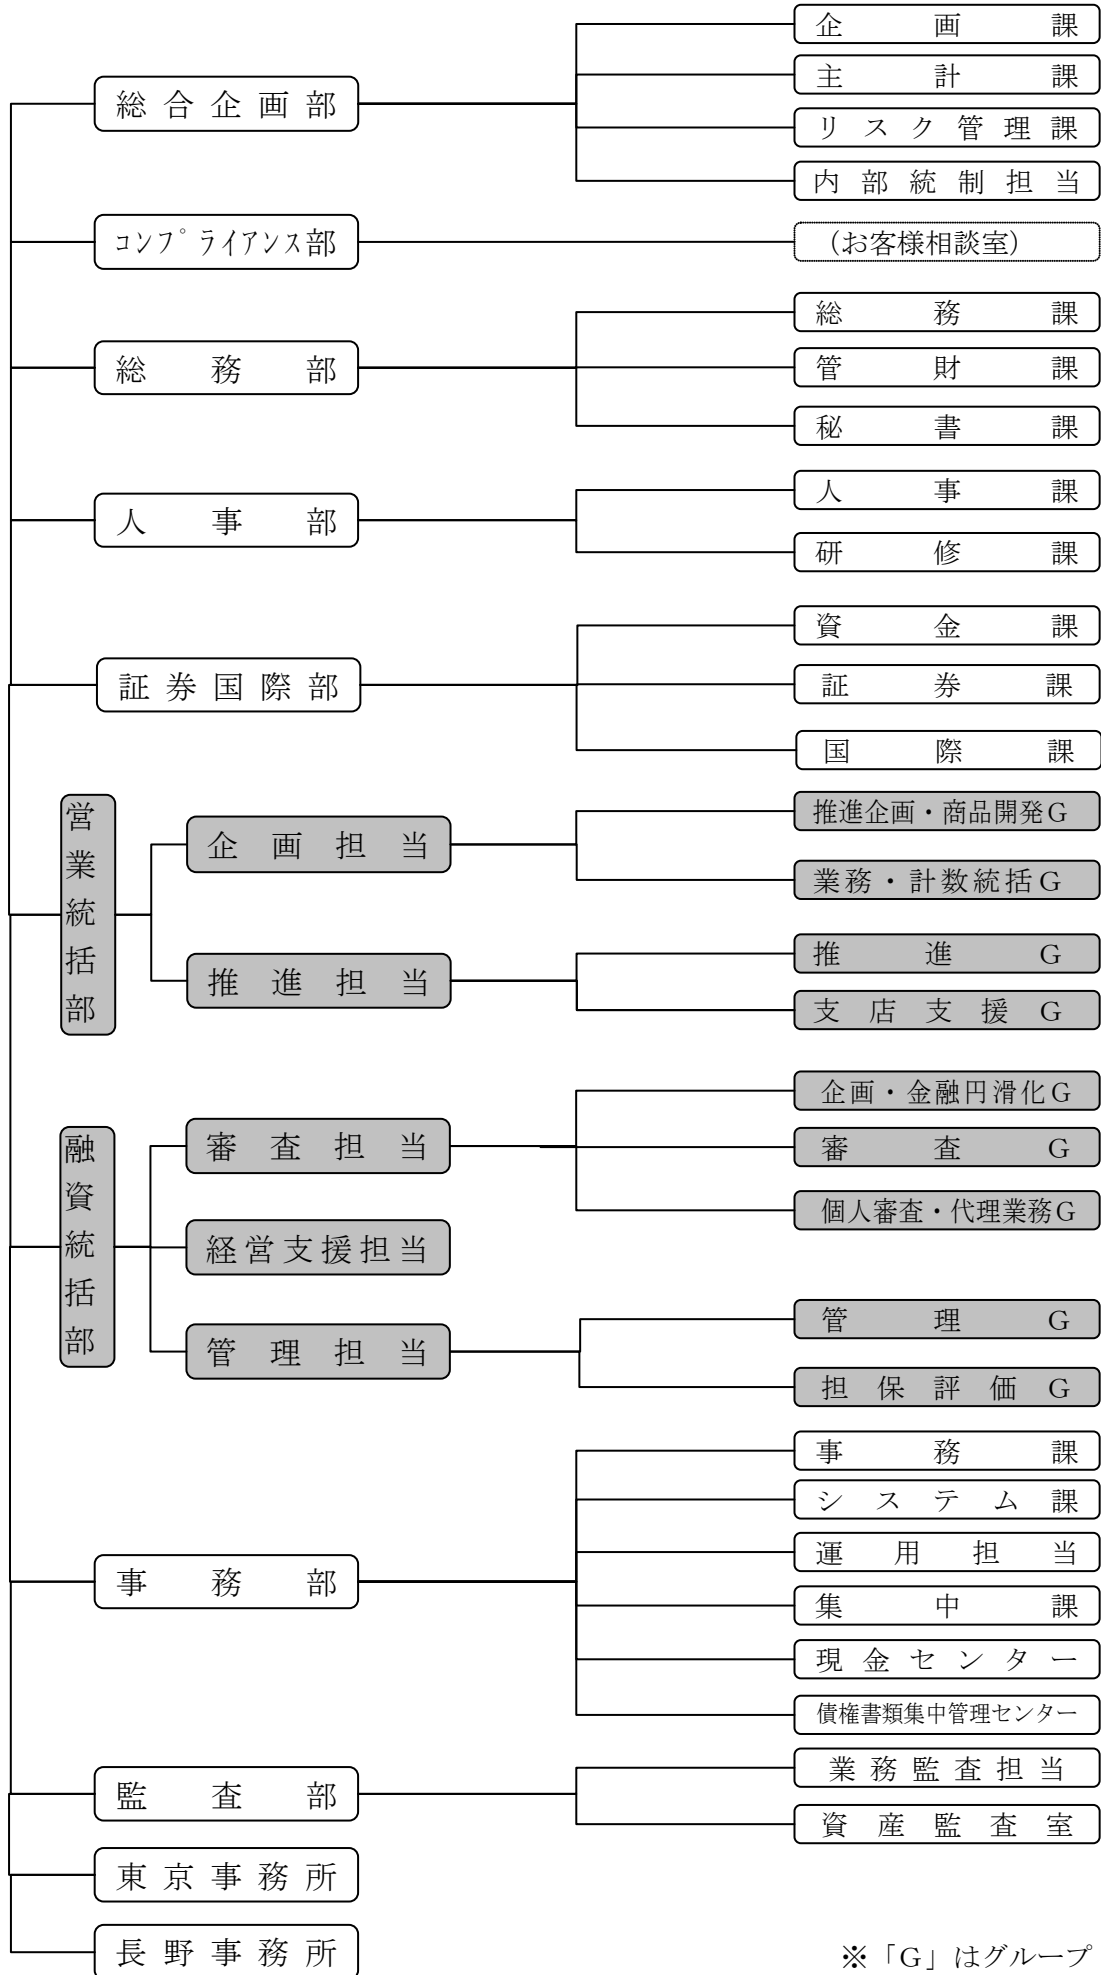 総合企画部
企画課
主計課
リスク管理課
内部統制担当
コンプライアンス部
（お客様相談室）
総務部
総務課
管財課
秘書課
人事部
人事課
研修課
証券国際部
資金課
証券課
国際課
営業統括部
企画担当
推進企画・商品開発G
業務・計数統括G
推進担当
推進G
支店支援G
融資統括部
審査担当
企画・金融円滑化G
審査G
個人審査・代理業務G
経営支援担当
管理担当
管理G
担保評価G
事務部
事務課
システム課
運用担当
集中課
現金センター
債権書類集中管理センター
監査部
業務監査担当
資産監査室
東京事務所
長野事務所
※「G」はグループ